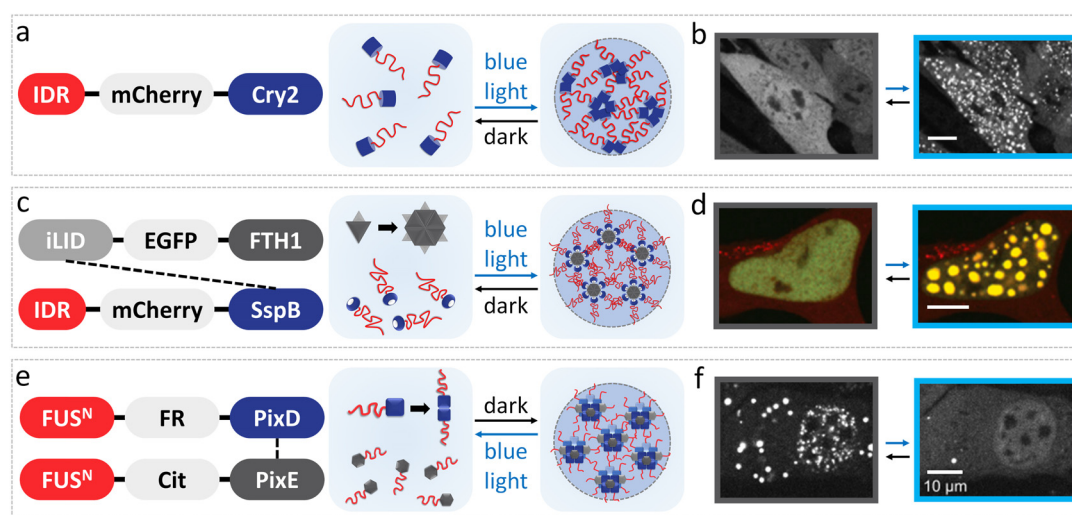 a
IDR mCherry Cry2
blue
light
dark
b
c
iLID EGFP FTH1
IDR mCherry SspB
blue
light
dark
d
e
FUSᴺ FR PixD
FUSᴺ Cit PixE
dark
blue
light
f
10 µm